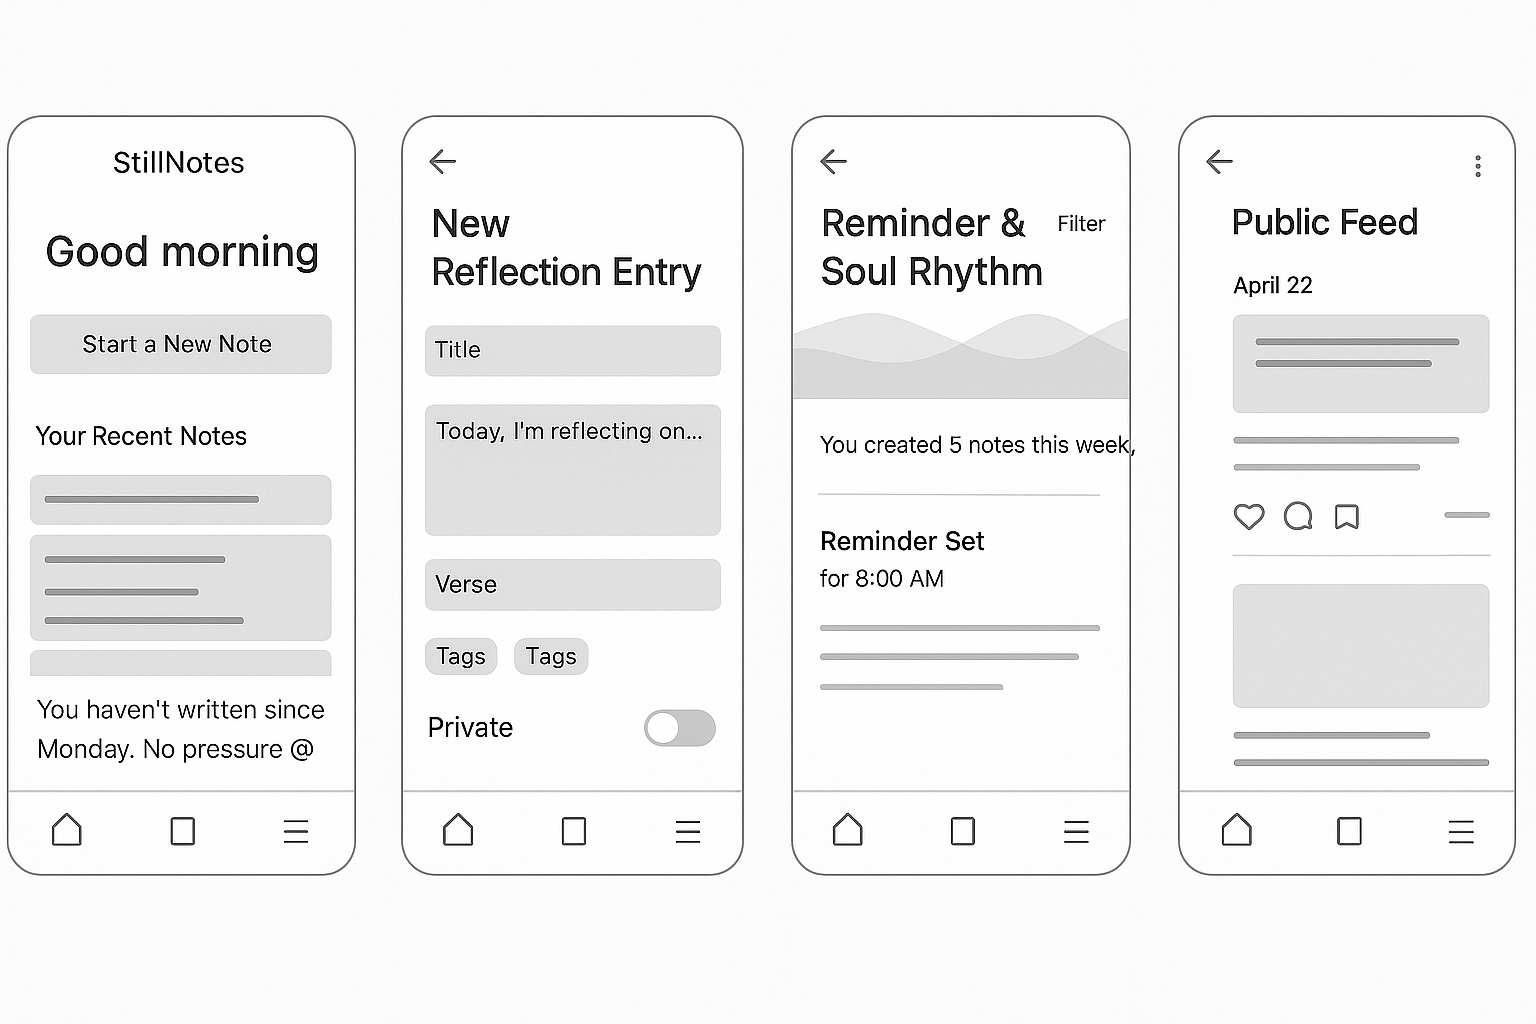 StillNotes
Good morning
Start a New Note
Your Recent Notes
You haven't written since
Monday. No pressure @
New
Reflection Entry
Title
Today, I'm reflecting on...
Verse
Tags Tags
Private
Reminder & Filter
Soul Rhythm
You created 5 notes this week,
Reminder Set
for 8:00 AM
Public Feed
April 22